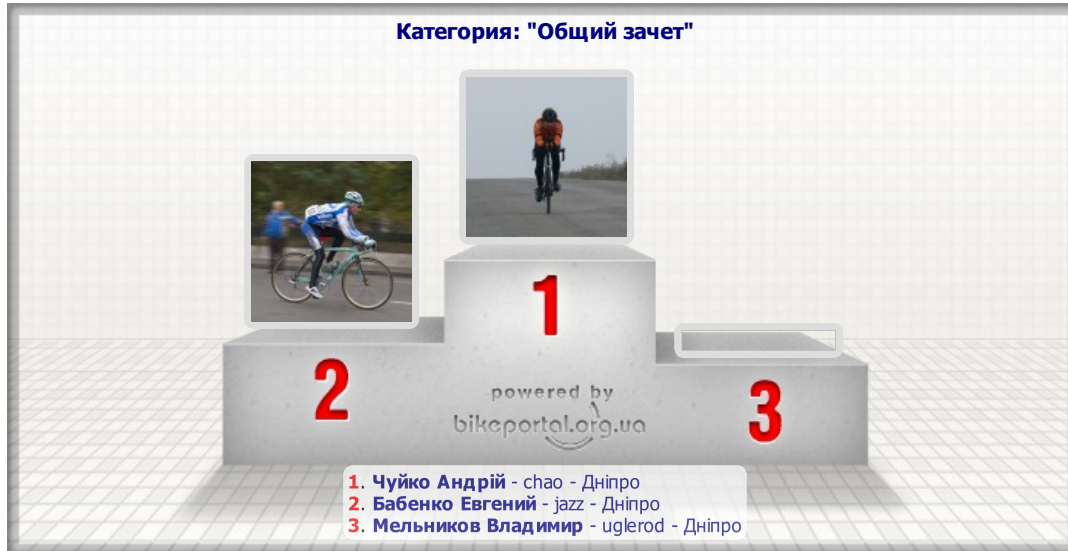 Категория: "Общий зачет"
1
2
3
powered by
bikeportal.org.ua
1. Чуйко Андрій - chao - Дніпро
2. Бабенко Евгений - jazz - Дніпро
3. Мельников Владимир - uglerod - Дніпро